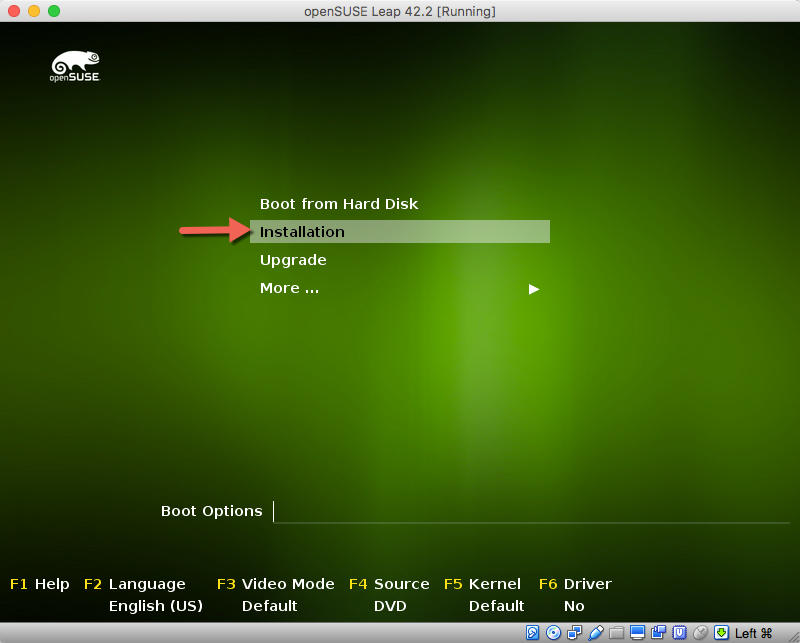 openSUSE Leap 42.2 [Running]
openSUSE
Boot from Hard Disk
Installation
Upgrade
More ...
Boot Options
F1 Help F2 Language F3 Video Mode F4 Source F5 Kernel F6 Driver
English (US) Default DVD Default No
Left ⌘